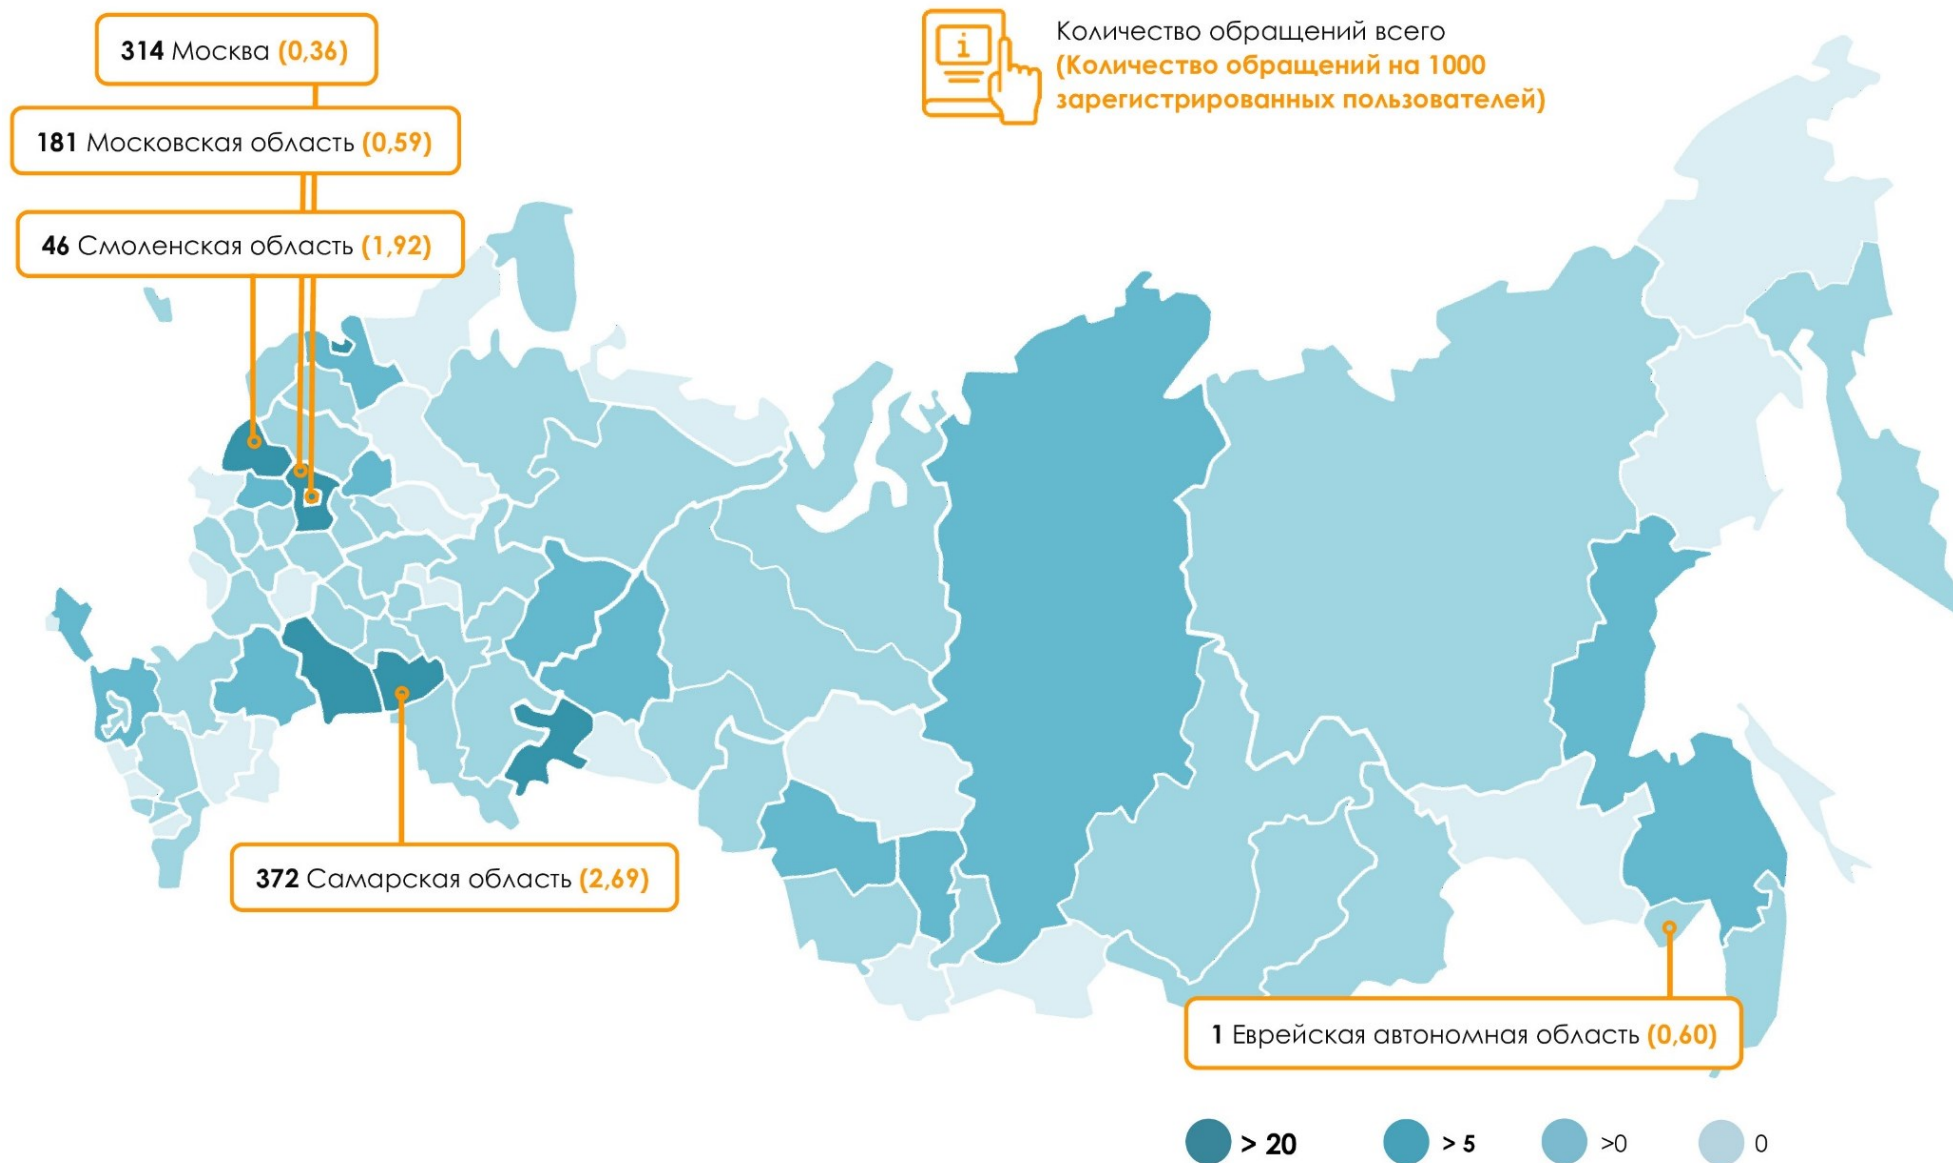 314 Москва (0,36)
181 Московская область (0,59)
46 Смоленская область (1,92)
i
Количество обращений всего
(Количество обращений на 1000
зарегистрированных пользователей)
372 Самарская область (2,69)
1 Еврейская автономная область (0,60)
> 20
> 5
>0
0